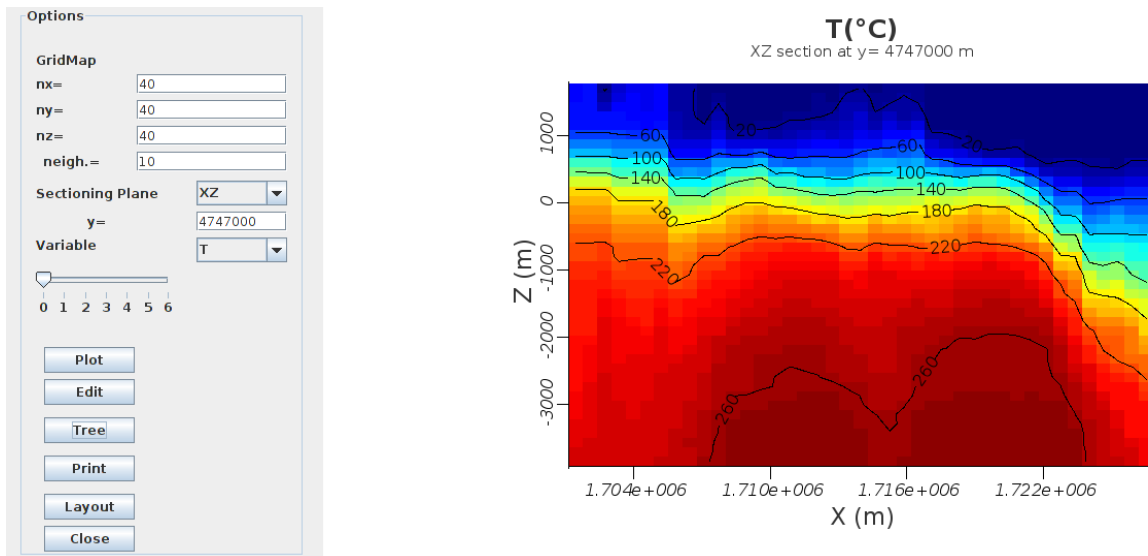 Options
GridMap
nx= 40
ny= 40
nz= 40
neigh.= 10
Sectioning Plane XZ
y= 4747000
Variable T
0 1 2 3 4 5 6
Plot
Edit
Tree
Print
Layout
Close
T(°C)
XZ section at y= 4747000 m
Z (m)
1000
0
-1000
-2000
-3000
20
20
60
60
100
100
140
140
180
180
220
220
260
260
1.704e+006 1.710e+006 1.716e+006 1.722e+006
X (m)